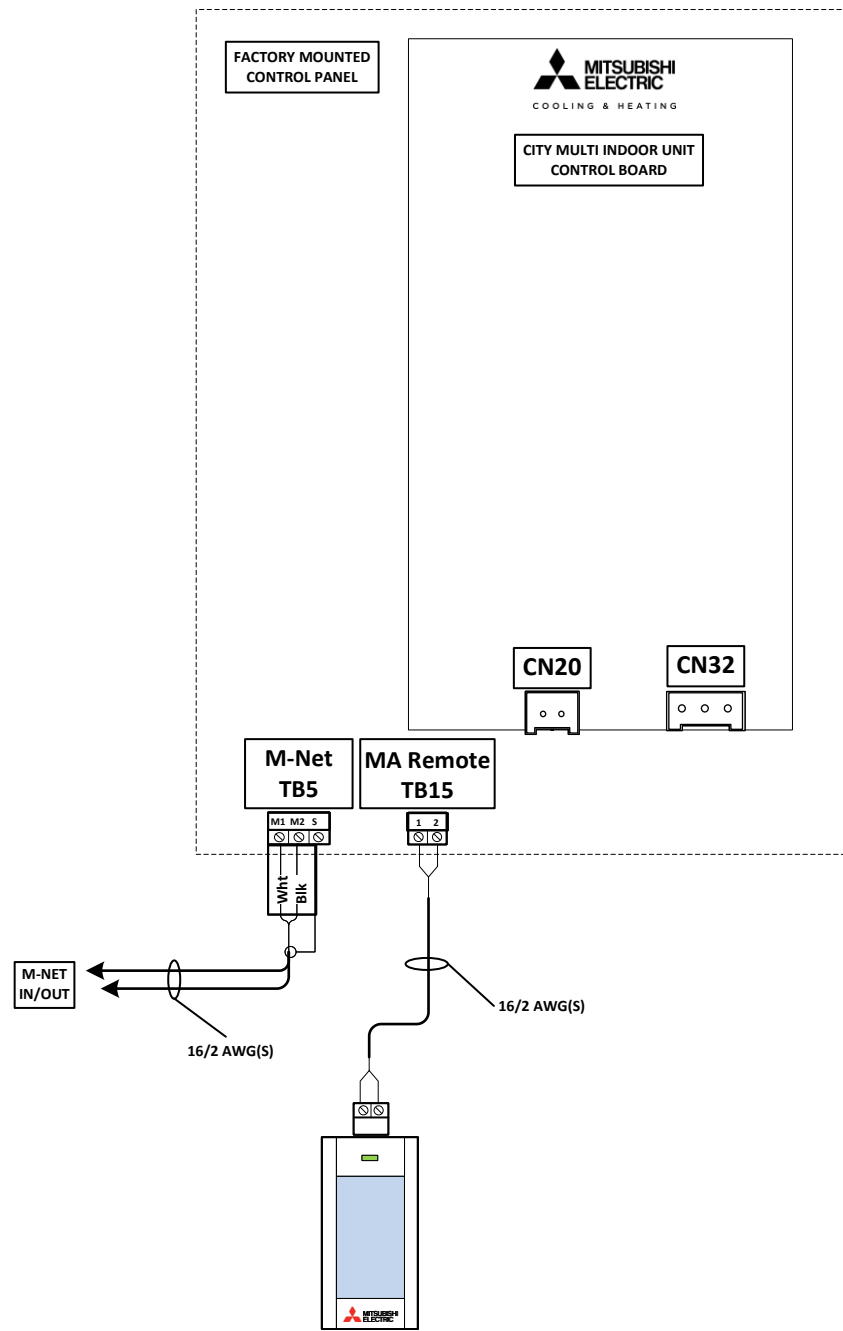 FACTORY MOUNTED
CONTROL PANEL
MITSUBISHI
ELECTRIC
COOLING & HEATING
CITY MULTI INDOOR UNIT
CONTROL BOARD
CN20
CN32
M-Net
TB5
MA Remote
TB15
M1 M2 S
1 2
Wht
Blk
M-NET
IN/OUT
16/2 AWG(S)
16/2 AWG(S)
MITSUBISHI
ELECTRIC